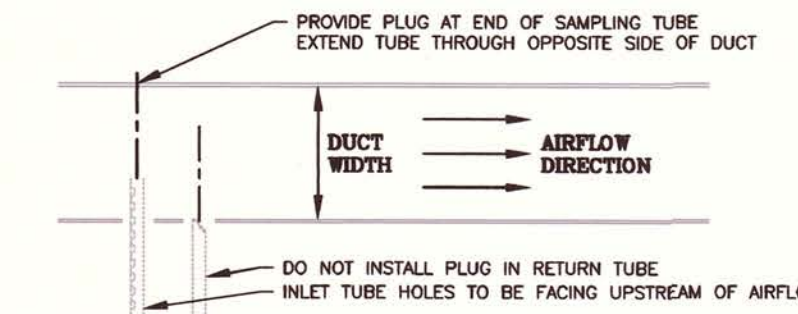 PROVIDE PLUG AT END OF SAMPLING TUBE
EXTEND TUBE THROUGH OPPOSITE SIDE OF DUCT
DUCT
WIDTH
AIRFLOW
DIRECTION
DO NOT INSTALL PLUG IN RETURN TUBE
INLET TUBE HOLES TO BE FACING UPSTREAM OF AIRFLO